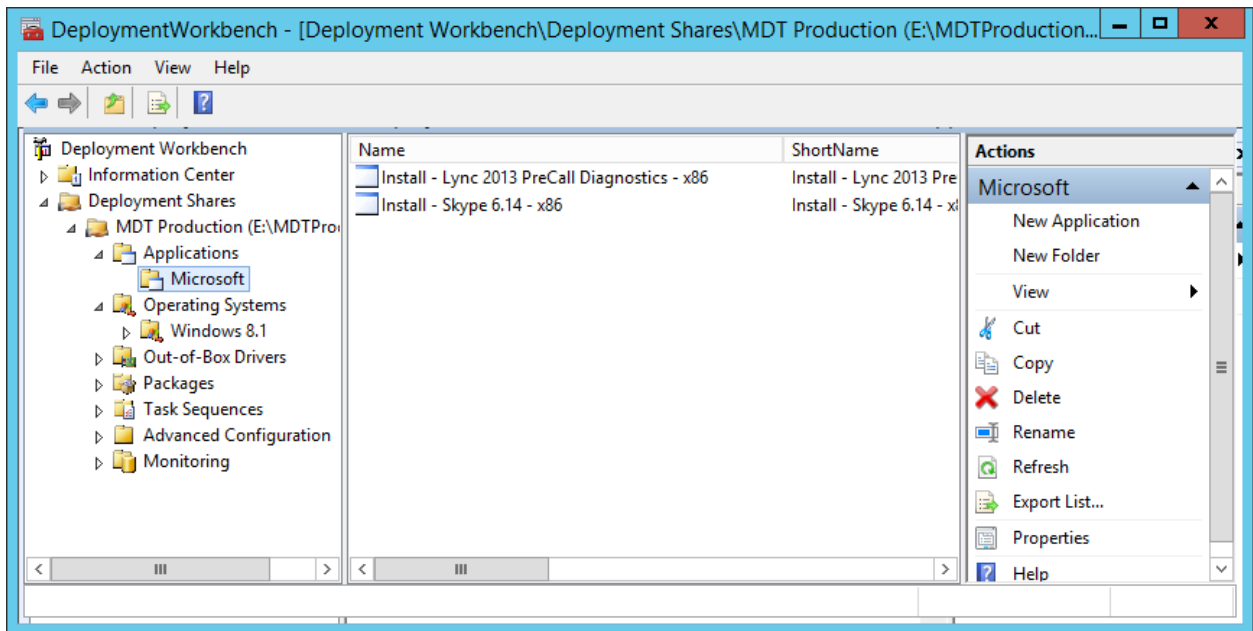 DeploymentWorkbench - [Deployment Workbench\Deployment Shares\MDT Production (E:\MDTProduction...
File Action View Help
Deployment Workbench
Information Center
Deployment Shares
MDT Production (E:\MDTPro
Applications
Microsoft
Operating Systems
Windows 8.1
Out-of-Box Drivers
Packages
Task Sequences
Advanced Configuration
Monitoring
Name ShortName
Install - Lync 2013 PreCall Diagnostics - x86 Install - Lync 2013 Pre
Install - Skype 6.14 - x86 Install - Skype 6.14 - x
Actions
Microsoft
New Application
New Folder
View
Cut
Copy
Delete
Rename
Refresh
Export List...
Properties
Help